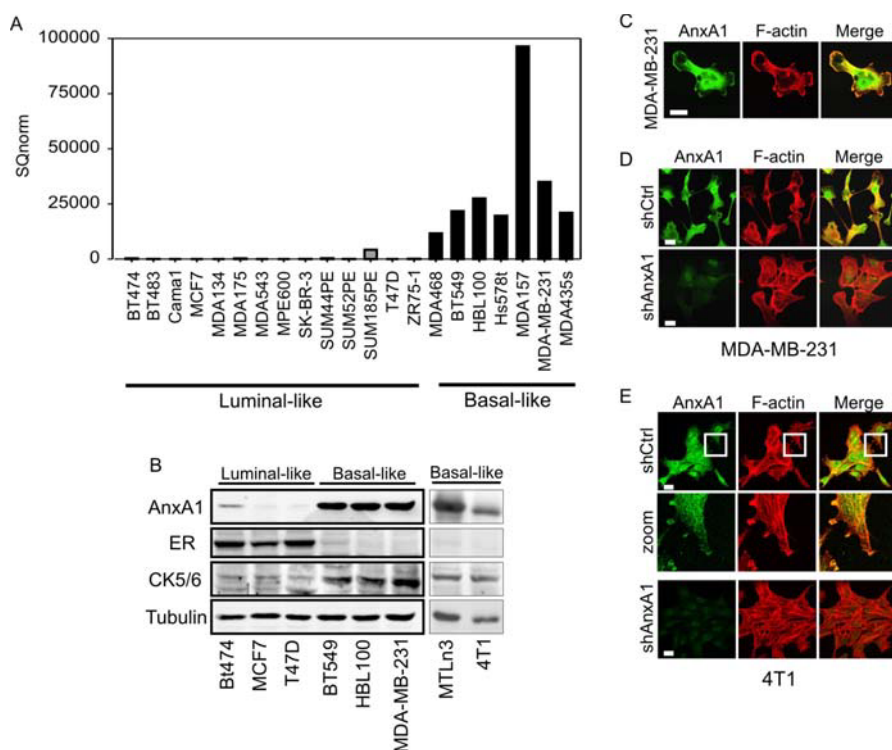 A
100000
75000
50000
25000
0
SQnorm
BT474
BT483
Cama1
MCF7
MDA134
MDA175
MDA543
MPE600
SK-BR-3
SUM44PE
SUM52PE
SUM185PE
T47D
ZR75-1
MDA468
BT549
HBL100
Hs578t
MDA157
MDA-MB-231
MDA435s
Luminal-like
Basal-like
B
Luminal-like
Basal-like
Basal-like
AnxA1
ER
CK5/6
Tubulin
Bt474
MCF7
T47D
BT549
HBL100
MDA-MB-231
MTLn3
4T1
C
AnxA1
F-actin
Merge
MDA-MB-231
D
AnxA1
F-actin
Merge
shCtrl
shAnxA1
MDA-MB-231
E
AnxA1
F-actin
Merge
shCtrl
zoom
shAnxA1
4T1